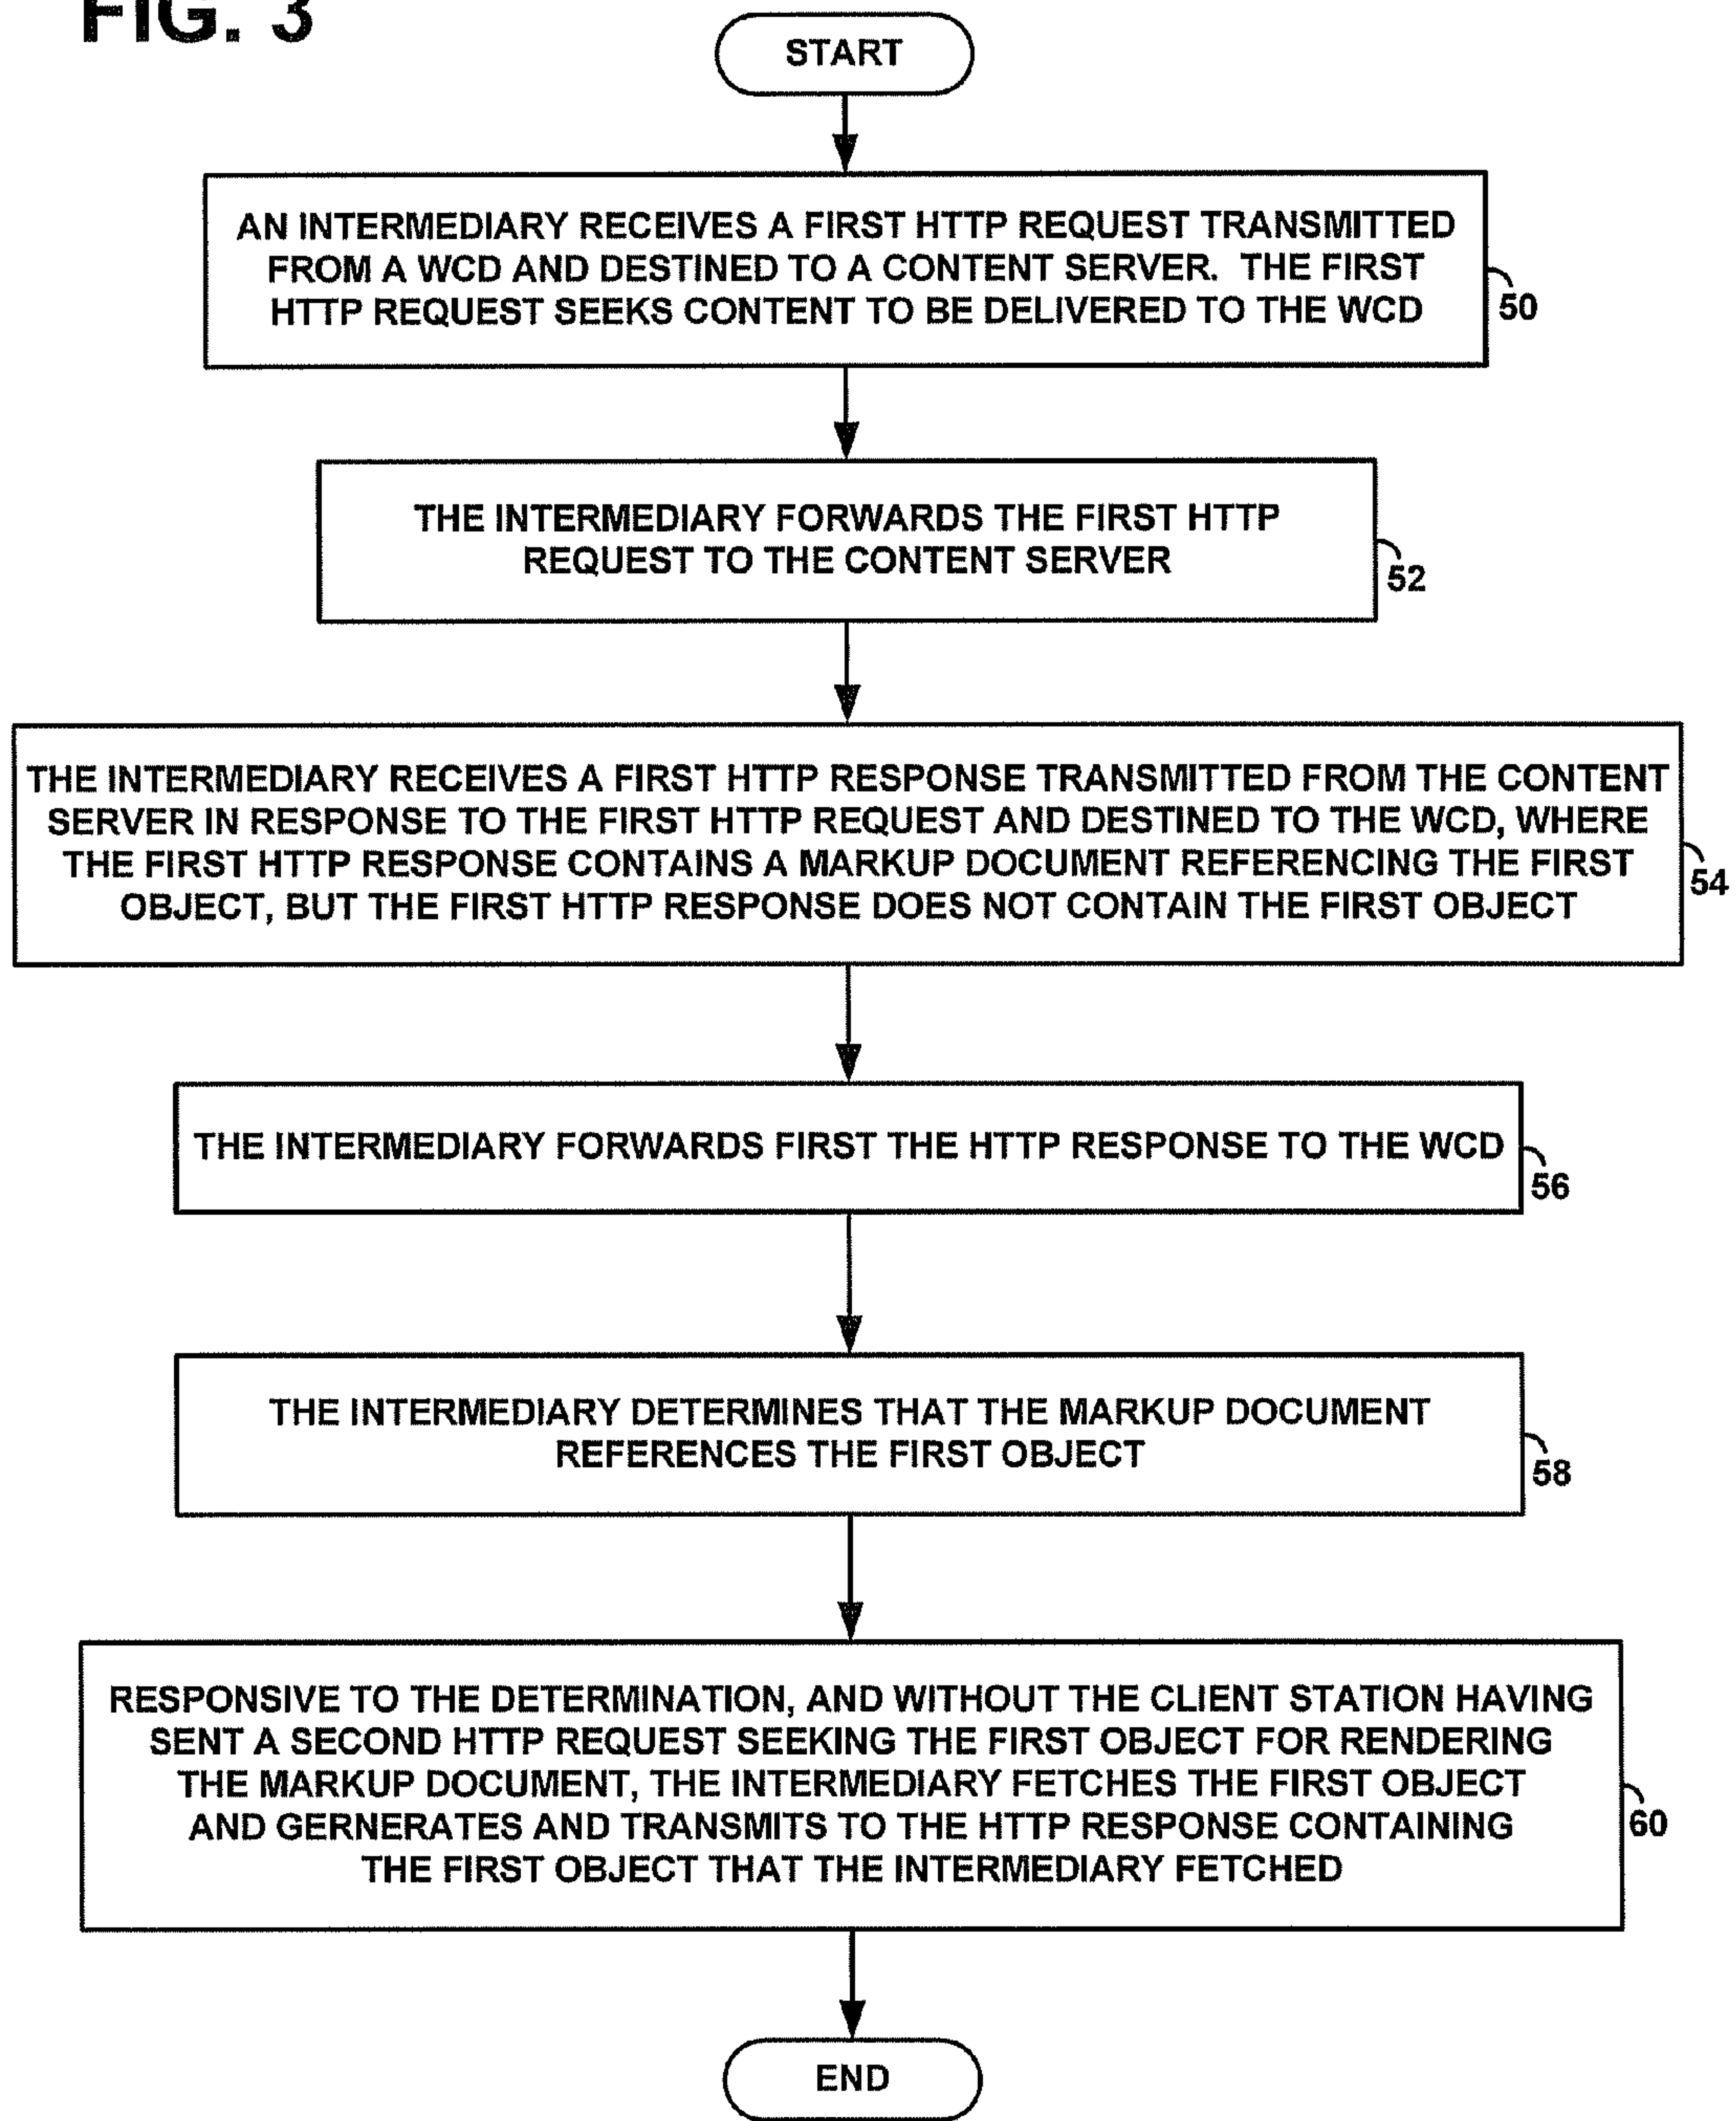 FIG. 3
START
AN INTERMEDIARY RECEIVES A FIRST HTTP REQUEST TRANSMITTED
FROM A WCD AND DESTINED TO A CONTENT SERVER. THE FIRST
HTTP REQUEST SEEKS CONTENT TO BE DELIVERED TO THE WCD
50
THE INTERMEDIARY FORWARDS THE FIRST HTTP
REQUEST TO THE CONTENT SERVER
52
THE INTERMEDIARY RECEIVES A FIRST HTTP RESPONSE TRANSMITTED FROM THE CONTENT
SERVER IN RESPONSE TO THE FIRST HTTP REQUEST AND DESTINED TO THE WCD, WHERE
THE FIRST HTTP RESPONSE CONTAINS A MARKUP DOCUMENT REFERENCING THE FIRST
OBJECT, BUT THE FIRST HTTP RESPONSE DOES NOT CONTAIN THE FIRST OBJECT
54
THE INTERMEDIARY FORWARDS FIRST THE HTTP RESPONSE TO THE WCD
56
THE INTERMEDIARY DETERMINES THAT THE MARKUP DOCUMENT
REFERENCES THE FIRST OBJECT
58
RESPONSIVE TO THE DETERMINATION, AND WITHOUT THE CLIENT STATION HAVING
SENT A SECOND HTTP REQUEST SEEKING THE FIRST OBJECT FOR RENDERING
THE MARKUP DOCUMENT, THE INTERMEDIARY FETCHES THE FIRST OBJECT
AND GERNERATES AND TRANSMITS TO THE HTTP RESPONSE CONTAINING
THE FIRST OBJECT THAT THE INTERMEDIARY FETCHED
60
END